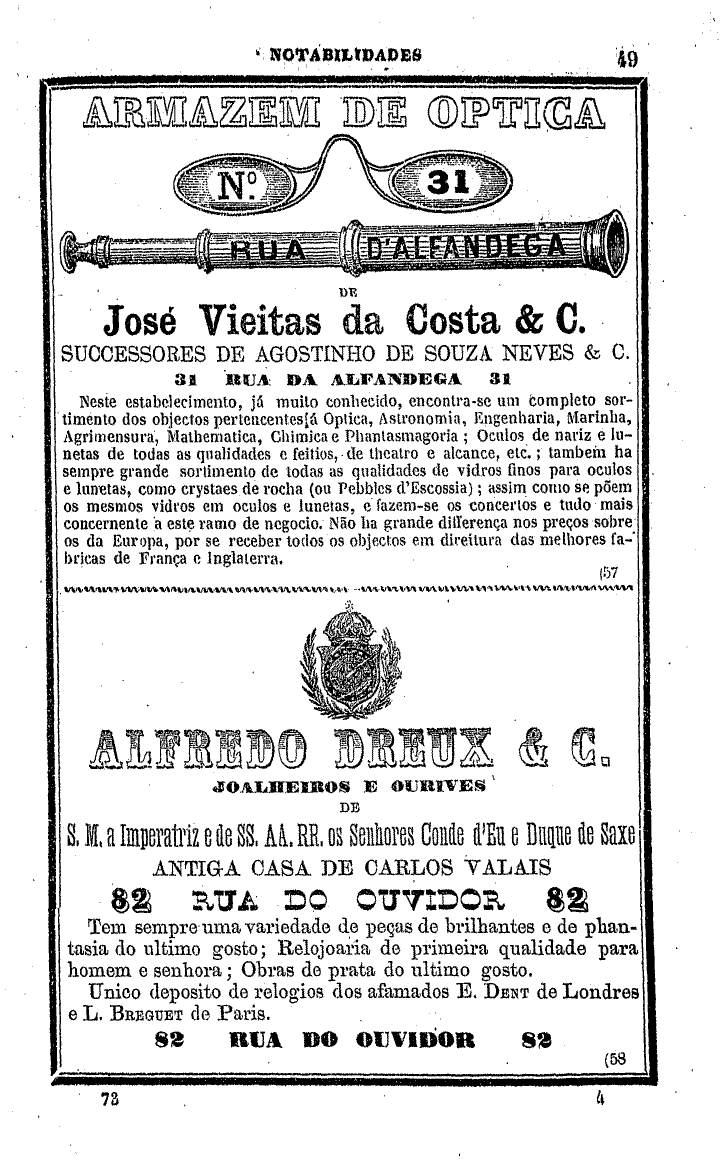 NOTABILIDADES 49
ARMAZEM DE OPTICA
Nº. 31
RUA D'ALFANDEGA
DE
José Vieitas da Costa & C.
SUCCESSORES DE AGOSTINHO DE SOUZA NEVES & C.
31 RUA DA ALFANDEGA 31
Neste estabelecimento, já muito conhecido, encontra-se um completo sor-
timento dos objectos pertencentes á Optica, Astronomia, Engenharia, Marinha,
Agrimensura, Mathematica, Chimica e Phantasmagoria ; Oculos de nariz e lu-
netas de todas as qualidades e feitios, de theatro e alcance, etc. ; tambem ha
sempre grande sortimento de todas as qualidades de vidros finos para oculos
e lunetas, como crystaes de rocha (ou Pebbles d'Escossia) ; assim como se põem
os mesmos vidros em oculos e lunetas, e fazem-se os concertos e tudo mais
concernente a este ramo de negocio. Não ha grande differença nos preços sobre
os da Europa, por se receber todos os objectos em direitura das melhores fa-
bricas de França e Inglaterra.
(57
ALFREDO DREUX & C.
JOALHEIROS E OURIVES
DE
S. M. a Imperatriz e de SS. AA. RR. os Senhores Conde d'Eu e Duque de Saxe
ANTIGA CASA DE CARLOS VALAIS
82 RUA DO OUVIDOR 82
Tem sempre uma variedade de peças de brilhantes e de phan-
tasia do ultimo gosto; Relojoaria de primeira qualidade para
homem e senhora ; Obras de prata do ultimo gosto.
Unico deposito de relogios dos afamados E. DENT de Londres
e L. BREGUET de Paris.
82 RUA DO OUVIDOR 82
(58
73 4